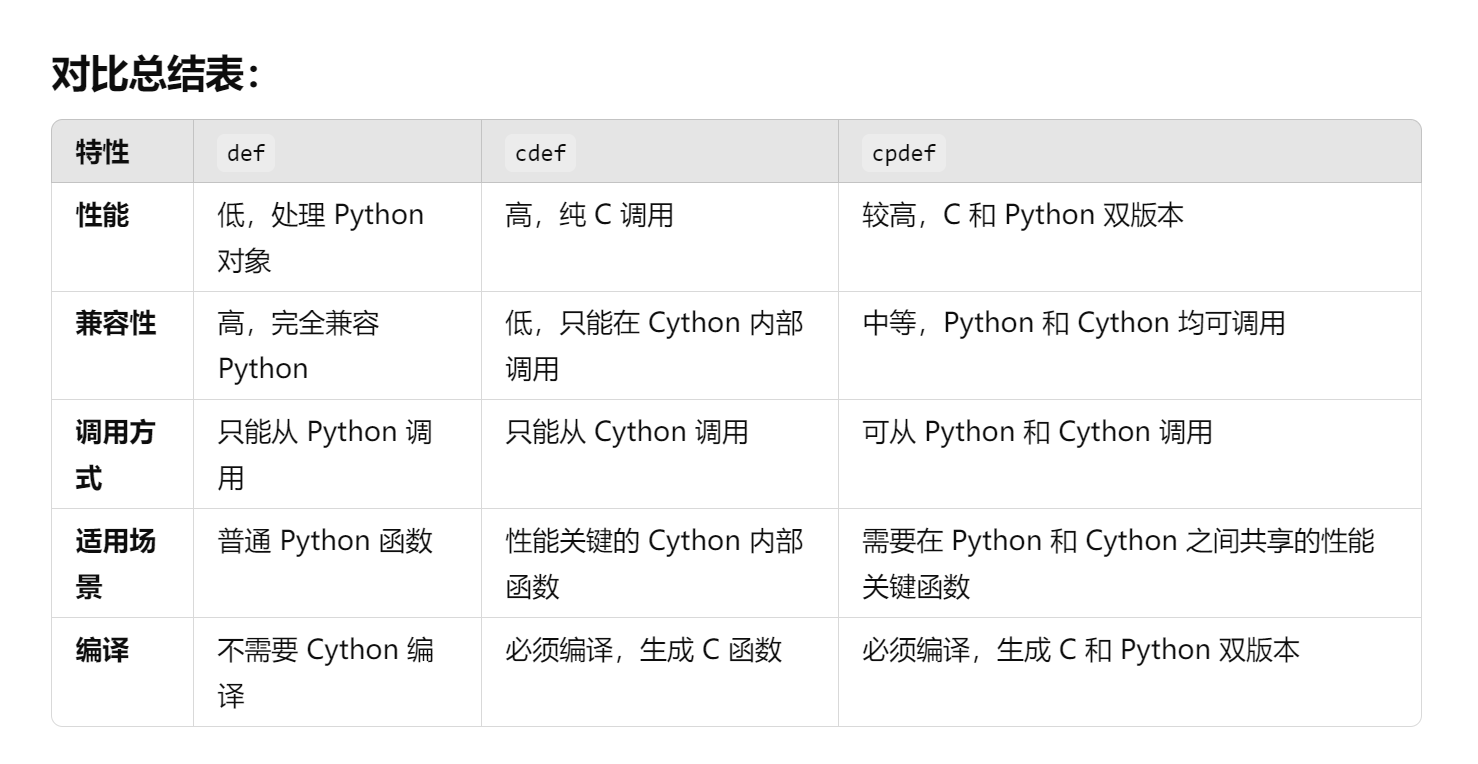 对比总结表：
特性 def cdef cpdef
性能 低，处理 Python 高，纯 C 调用 较高，C 和 Python 双版本
对象
兼容性 高，完全兼容 低，只能在 Cython 内部 中等，Python 和 Cython 均可调用
Python 调用
调用方 只能从 Python 调 只能从 Cython 调用 可从 Python 和 Cython 调用
式 用
适用场 普通 Python 函数 性能关键的 Cython 内部 需要在 Python 和 Cython 之间共享的性能
景 函数 关键函数
编译 不需要 Cython 编 必须编译，生成 C 函数 必须编译，生成 C 和 Python 双版本
译